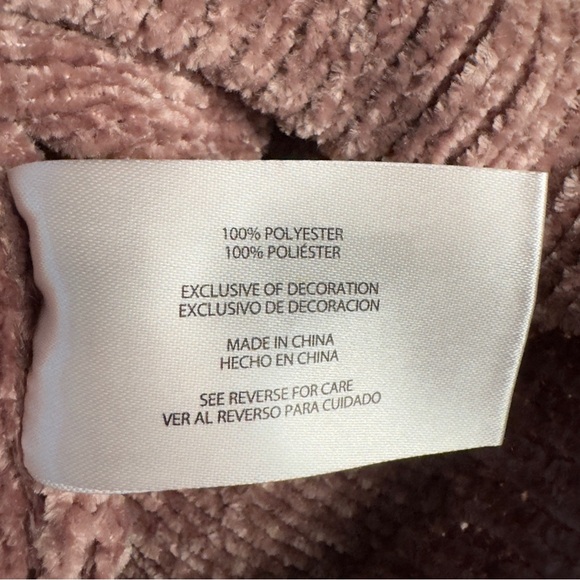 100% POLYESTER
100% POLIÉSTER
EXCLUSIVE OF DECORATION
EXCLUSIVO DE DECORACION
MADE IN CHINA
HECHO EN CHINA
SEE REVERSE FOR CARE
VER AL REVERSO PARA CUIDADO